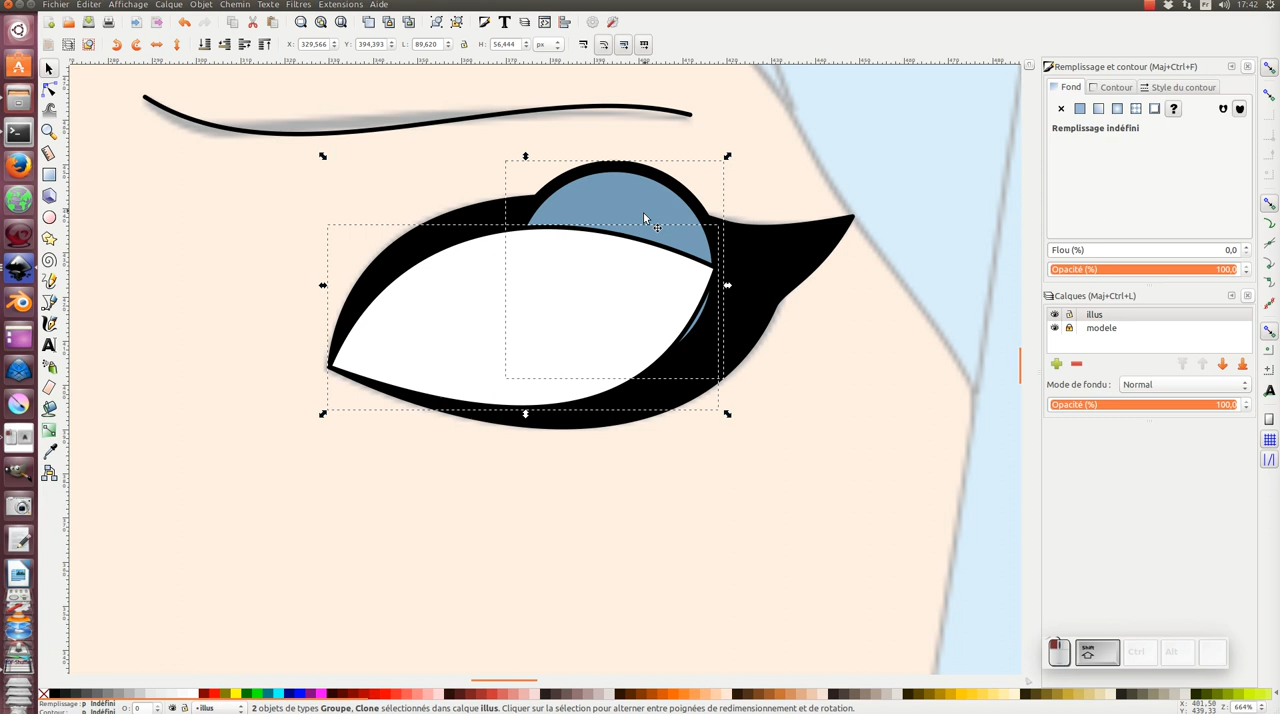 Fichier Éditer Affichage Calque Objet Chemin Texte Filtres Extensions Aide
Fr 17:42
X: 329,566 Y: 394,393 L: 89,620 H: 56,444 px
Remplissage et contour (Maj+Ctrl+F)
Fond Contour Style du contour
?
Remplissage indéfini
Flou (%) 0,0
Opacité (%) 100,0
Calques (Maj+Ctrl+L)
illus
modele
Mode de fondu : Normal
Opacité (%) 100,0
Shift Ctrl Alt
Remplissage : p Indéfini
Contour : p Indéfini
O: 0
•illus
2 objets de types Groupe, Clone sélectionnés dans calque illus. Cliquer sur la sélection pour alterner entre poignées de redimensionnement et de rotation.
X: 401,50
Y: 439,33
Z: 664%